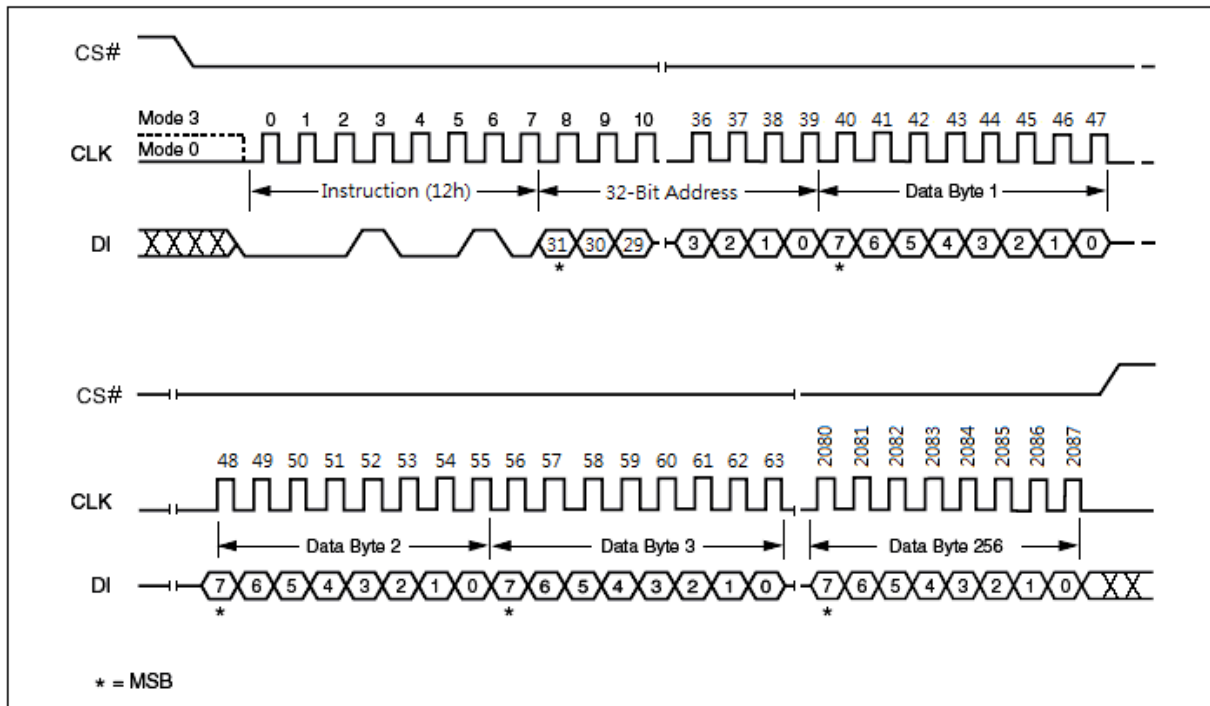 CS#
Mode 3
0 1 2 3 4 5 6 7 8 9 10 36 37 38 39 40 41 42 43 44 45 46 47
Mode 0
CLK
Instruction (12h) 32-Bit Address Data Byte 1
DI 31 30 29 3 2 1 0 7 6 5 4 3 2 1 0
* *
CS#
48 49 50 51 52 53 54 55 56 57 58 59 60 61 62 63 2080 2081 2082 2083 2084 2085 2086 2087
CLK
Data Byte 2 Data Byte 3 Data Byte 256
DI 7 6 5 4 3 2 1 0 7 6 5 4 3 2 1 0 7 6 5 4 3 2 1 0
* * *
* = MSB